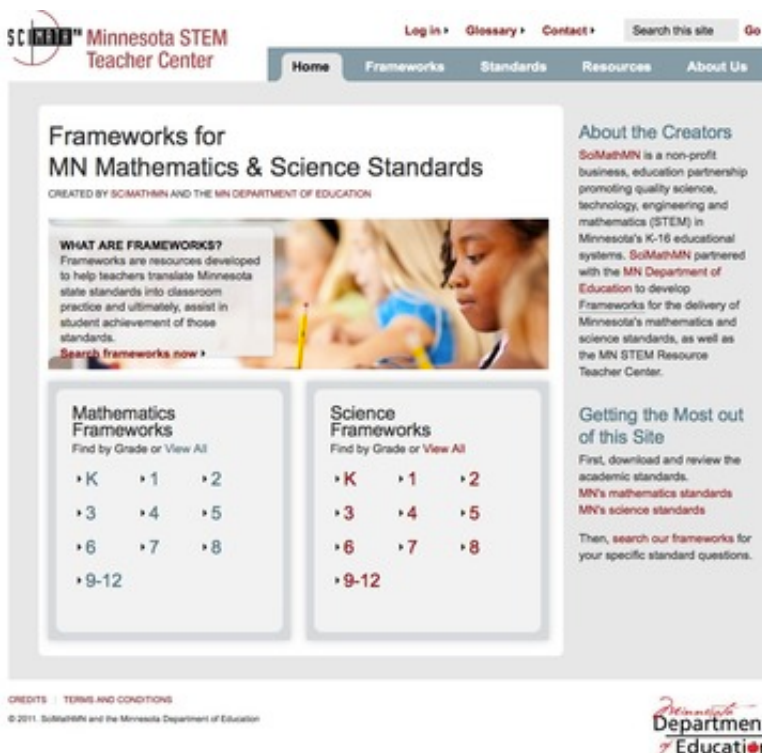 SCIMATH
Minnesota STEM
Teacher Center
Log in
Glossary
Contact
Search this site
Go
Home
Frameworks
Standards
Resources
About Us
Frameworks for
MN Mathematics & Science Standards
CREATED BY SCIMATHMN AND THE MN DEPARTMENT OF EDUCATION
WHAT ARE FRAMEWORKS?
Frameworks are resources developed
to help teachers translate Minnesota
state standards into classroom
practice and ultimately, assist in
student achievement of those
standards.
Search frameworks now
Mathematics
Frameworks
Find by Grade or View All
K 1 2
3 4 5
6 7 8
9-12
Science
Frameworks
Find by Grade or View All
K 1 2
3 4 5
6 7 8
9-12
About the Creators
SciMathMN is a non-profit
business, education partnership
promoting quality science,
technology, engineering and
mathematics (STEM) in
Minnesota's K-16 educational
systems. SciMathMN partnered
with the MN Department of
Education to develop
Frameworks for the delivery of
Minnesota's mathematics and
science standards, as well as
the MN STEM Resource
Teacher Center.
Getting the Most out
of this Site
First, download and review the
academic standards.
MN's mathematics standards
MN's science standards
Then, search our frameworks for
your specific standard questions.
CREDITS | TERMS AND CONDITIONS
© 2011. SciMathMN and the Minnesota Department of Education
Minnesota
Departmen
of Educatio